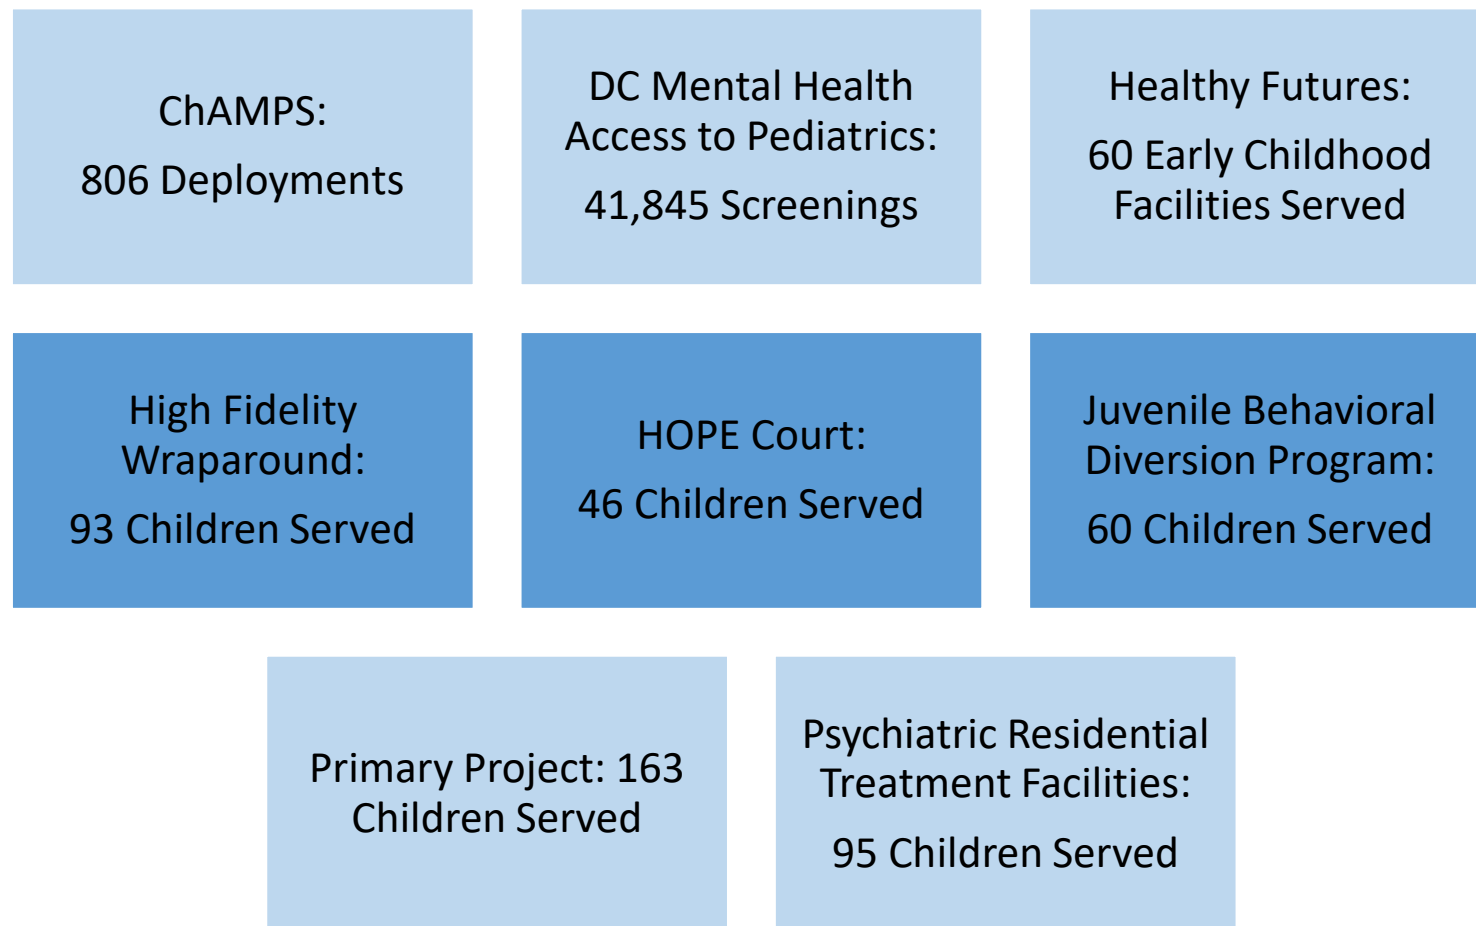 ChAMPS:
806 Deployments
DC Mental Health
Access to Pediatrics:
41,845 Screenings
Healthy Futures:
60 Early Childhood
Facilities Served
High Fidelity
Wraparound:
93 Children Served
HOPE Court:
46 Children Served
Juvenile Behavioral
Diversion Program:
60 Children Served
Primary Project: 163
Children Served
Psychiatric Residential
Treatment Facilities:
95 Children Served